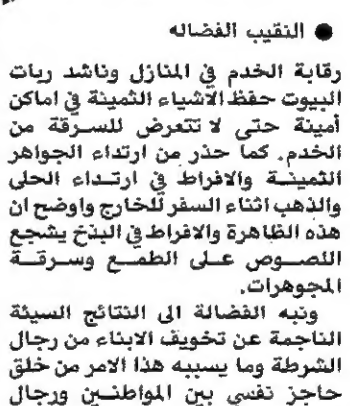 ● النقيب الفضاله
رقابة الخدم في المنازل وناشد ربات
البيوت حفظ الاشياء الثمينة في اماكن
أمينة حتى لا تتعرض للسرقة من
الخدم. كما حذر من ارتداء الجواهر
الثمينة والافراط في ارتداء الحلى
والذهب اثناء السفر للخارج واوضح ان
هذه الظاهرة والافراط في البذخ يشجع
اللصوص على الطمع وسرقة
المجوهرات.
ونبه الفضالة الى النتائج السيئة
الناجمة عن تخويف الابناء من رجال
الشرطة وما يسببه هذا الامر من خلق
حاجز نفسي بين المواطنين ورجال